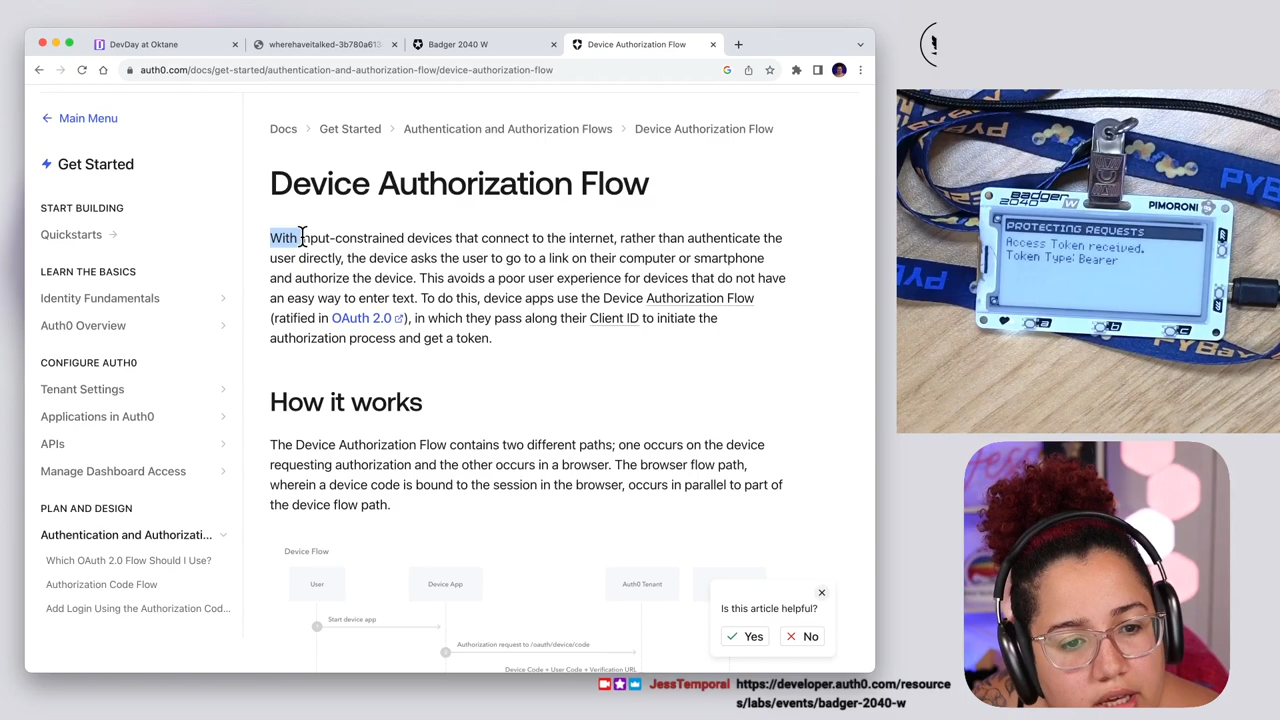 DevDay at Oktane
wherehaveitalked-3b780a613
Badger 2040 W
Device Authorization Flow
auth0.com/docs/get-started/authentication-and-authorization-flow/device-authorization-flow
Main Menu
Get Started
START BUILDING
Quickstarts
LEARN THE BASICS
Identity Fundamentals
Auth0 Overview
CONFIGURE AUTH0
Tenant Settings
Applications in Auth0
APIs
Manage Dashboard Access
PLAN AND DESIGN
Authentication and Authorizati...
Which OAuth 2.0 Flow Should I Use?
Authorization Code Flow
Add Login Using the Authorization Cod...
Docs > Get Started > Authentication and Authorization Flows > Device Authorization Flow
Device Authorization Flow
With input-constrained devices that connect to the internet, rather than authenticate the
user directly, the device asks the user to go to a link on their computer or smartphone
and authorize the device. This avoids a poor user experience for devices that do not have
an easy way to enter text. To do this, device apps use the Device Authorization Flow
(ratified in OAuth 2.0), in which they pass along their Client ID to initiate the
authorization process and get a token.
How it works
The Device Authorization Flow contains two different paths; one occurs on the device
requesting authorization and the other occurs in a browser. The browser flow path,
wherein a device code is bound to the session in the browser, occurs in parallel to part of
the device flow path.
Device Flow
User
Device App
Auth0 Tenant
Start device app
Authorization request to /oauth/device/code
Device Code + User Code + Verification URL
Is this article helpful?
Yes
No
PYBAY
Badger
2040 W
PIMORONI
PROTECTING REQUESTS
Access Token received.
Token Type: Bearer
a
b
c
PYBay
JessTemporal
https://developer.auth0.com/resource
s/labs/events/badger-2040-w